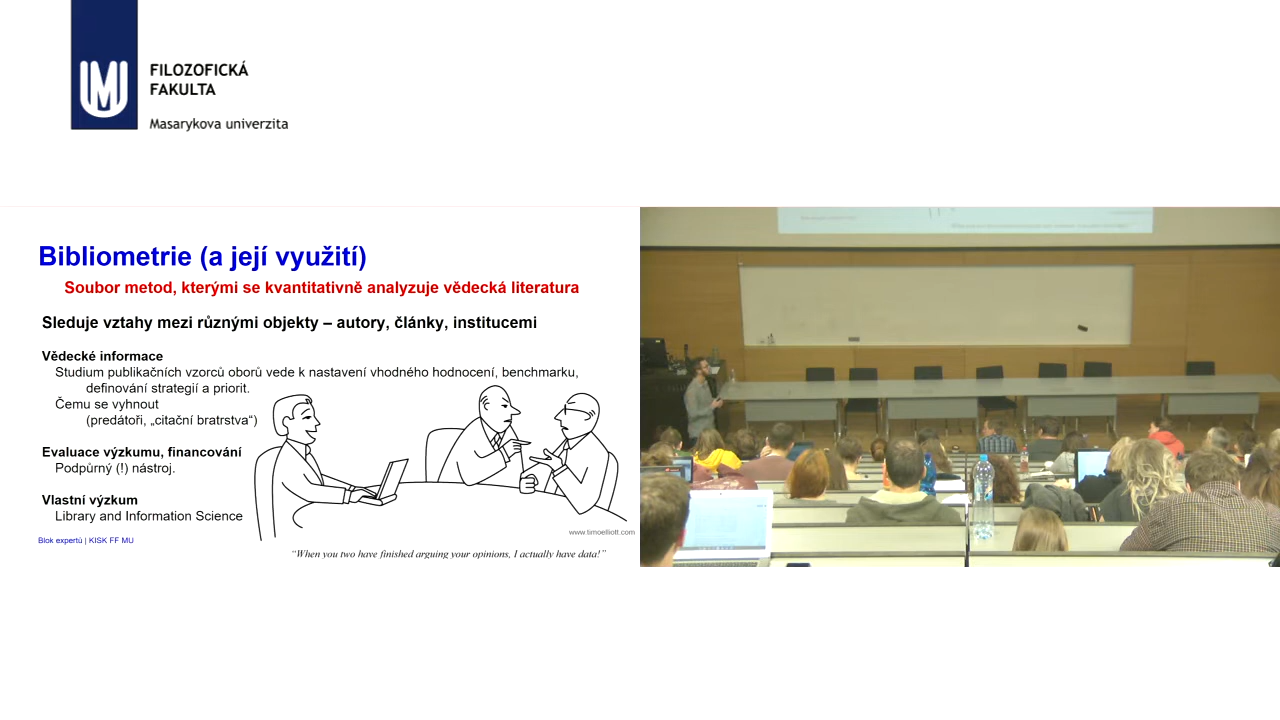 FILOZOFICKÁ
FAKULTA
Masarykova univerzita
Bibliometrie (a její využití)
Soubor metod, kterými se kvantitativně analyzuje vědecká literatura
Sleduje vztahy mezi různými objekty – autory, články, institucemi
Vědecké informace
Studium publikačních vzorců oborů vede k nastavení vhodného hodnocení, benchmarku,
definování strategií a priorit.
Čemu se vyhnout
(predátoři, „citační bratrstva“)
Evaluace výzkumu, financování
Podpůrný (!) nástroj.
Vlastní výzkum
Library and Information Science
www.timoelliott.com
Blok expertů | KISK FF MU
“When you two have finished arguing your opinions, I actually have data!”